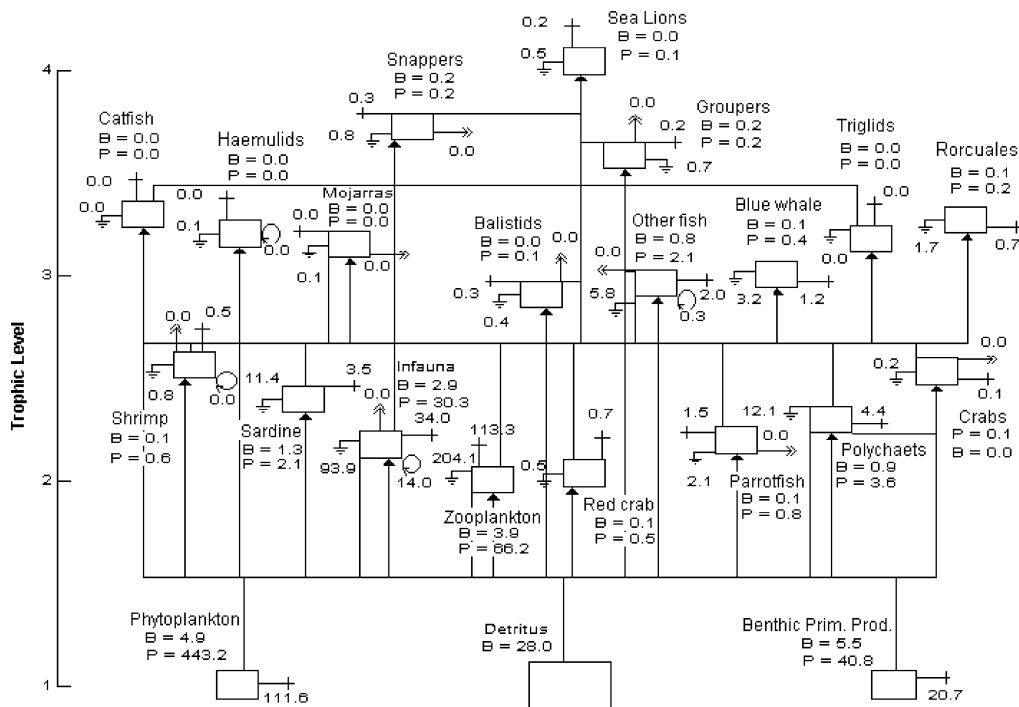 0.2
Sea Lions
B = 0.0
P = 0.1
0.5
4
Snappers
B = 0.2
P = 0.2
0.3
0.8
0.0
0.0
Groupers
B = 0.2
P = 0.2
0.2
0.7
Catfish
B = 0.0
P = 0.0
0.0
0.0
Haemulids
B = 0.0
P = 0.0
0.0
0.1
0.0
Mojarras
B = 0.0
P = 0.0
0.0
0.1
0.0
Triglids
B = 0.0
P = 0.0
0.0
0.0
Rorcuales
B = 0.1
P = 0.2
1.7
0.7
Balistids
B = 0.0
P = 0.1
0.0
0.3
0.4
Other fish
B = 0.8
P = 2.1
0.0
5.8
2.0
0.3
Blue whale
B = 0.1
P = 0.4
3.2
1.2
3
Trophic Level
0.0
0.5
0.8
0.0
Shrimp
B = 0.1
P = 0.6
11.4
3.5
Sardine
B = 1.3
P = 2.1
Infauna
B = 2.9
P = 30.3
0.0
34.0
93.9
14.0
113.3
204.1
Zooplankton
B = 3.9
P = 66.2
0.7
0.5
Red crab
B = 0.1
P = 0.5
1.5
0.0
2.1
Parrotfish
B = 0.1
P = 0.8
12.1
4.4
Polychaets
B = 0.9
P = 3.6
0.0
0.2
0.1
Crabs
P = 0.1
B = 0.0
2
Phytoplankton
B = 4.9
P = 443.2
111.6
Detritus
B = 28.0
Benthic Prim. Prod.
B = 5.5
P = 40.8
20.7
1